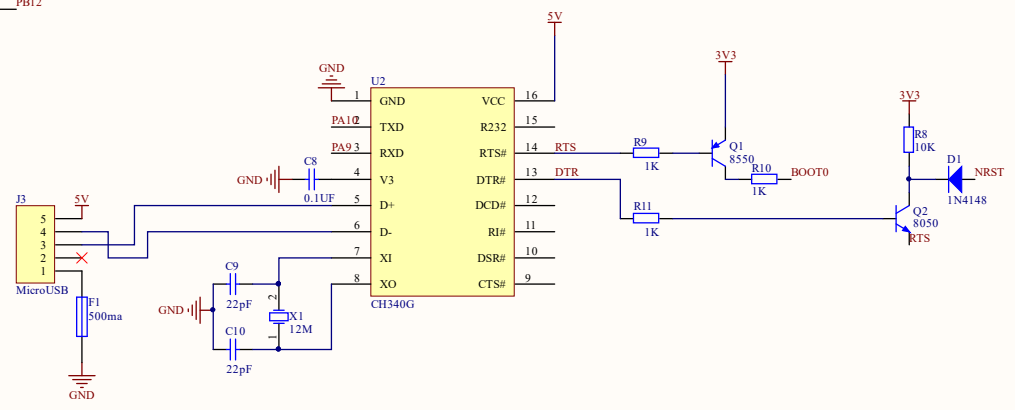 PB12
5V
3V3
GND
U2
3V3
1
GND
VCC
16
PA10
2
TXD
R232
15
R8
10K
PA9
3
RXD
RTS#
14
RTS
R9
1K
Q1
8550
D1
1N4148
NRST
C8
0.1UF
GND
4
V3
DTR#
13
DTR
R10
1K
BOOT0
J3
5V
5
D+
DCD#
12
R11
1K
Q2
8050
RTS
5
4
3
2
1
MicroUSB
6
D-
RI#
11
7
XI
DSR#
10
8
XO
CTS#
9
CH340G
C9
22pF
GND
2
X1
12M
1
C10
22pF
F1
500ma
GND